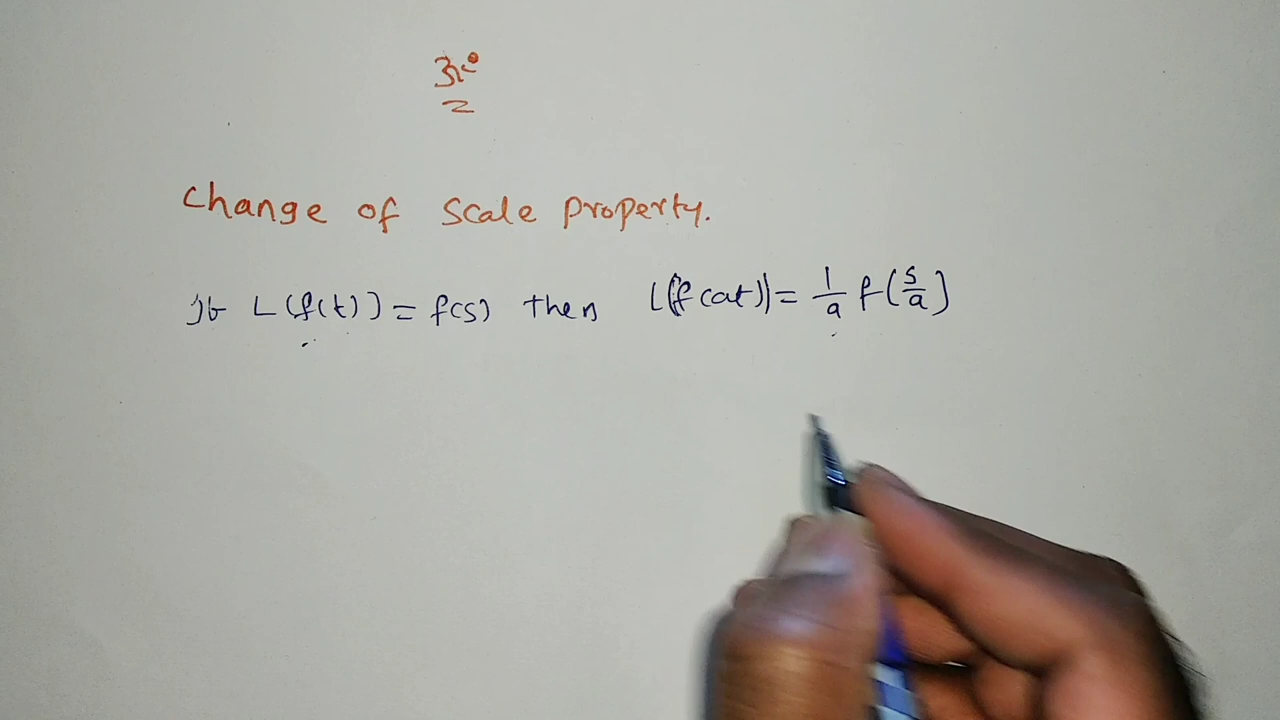 Change of Scale Property.
If L(f(t)) = f(s) then L(f(at)) = 1/a f(s/a)